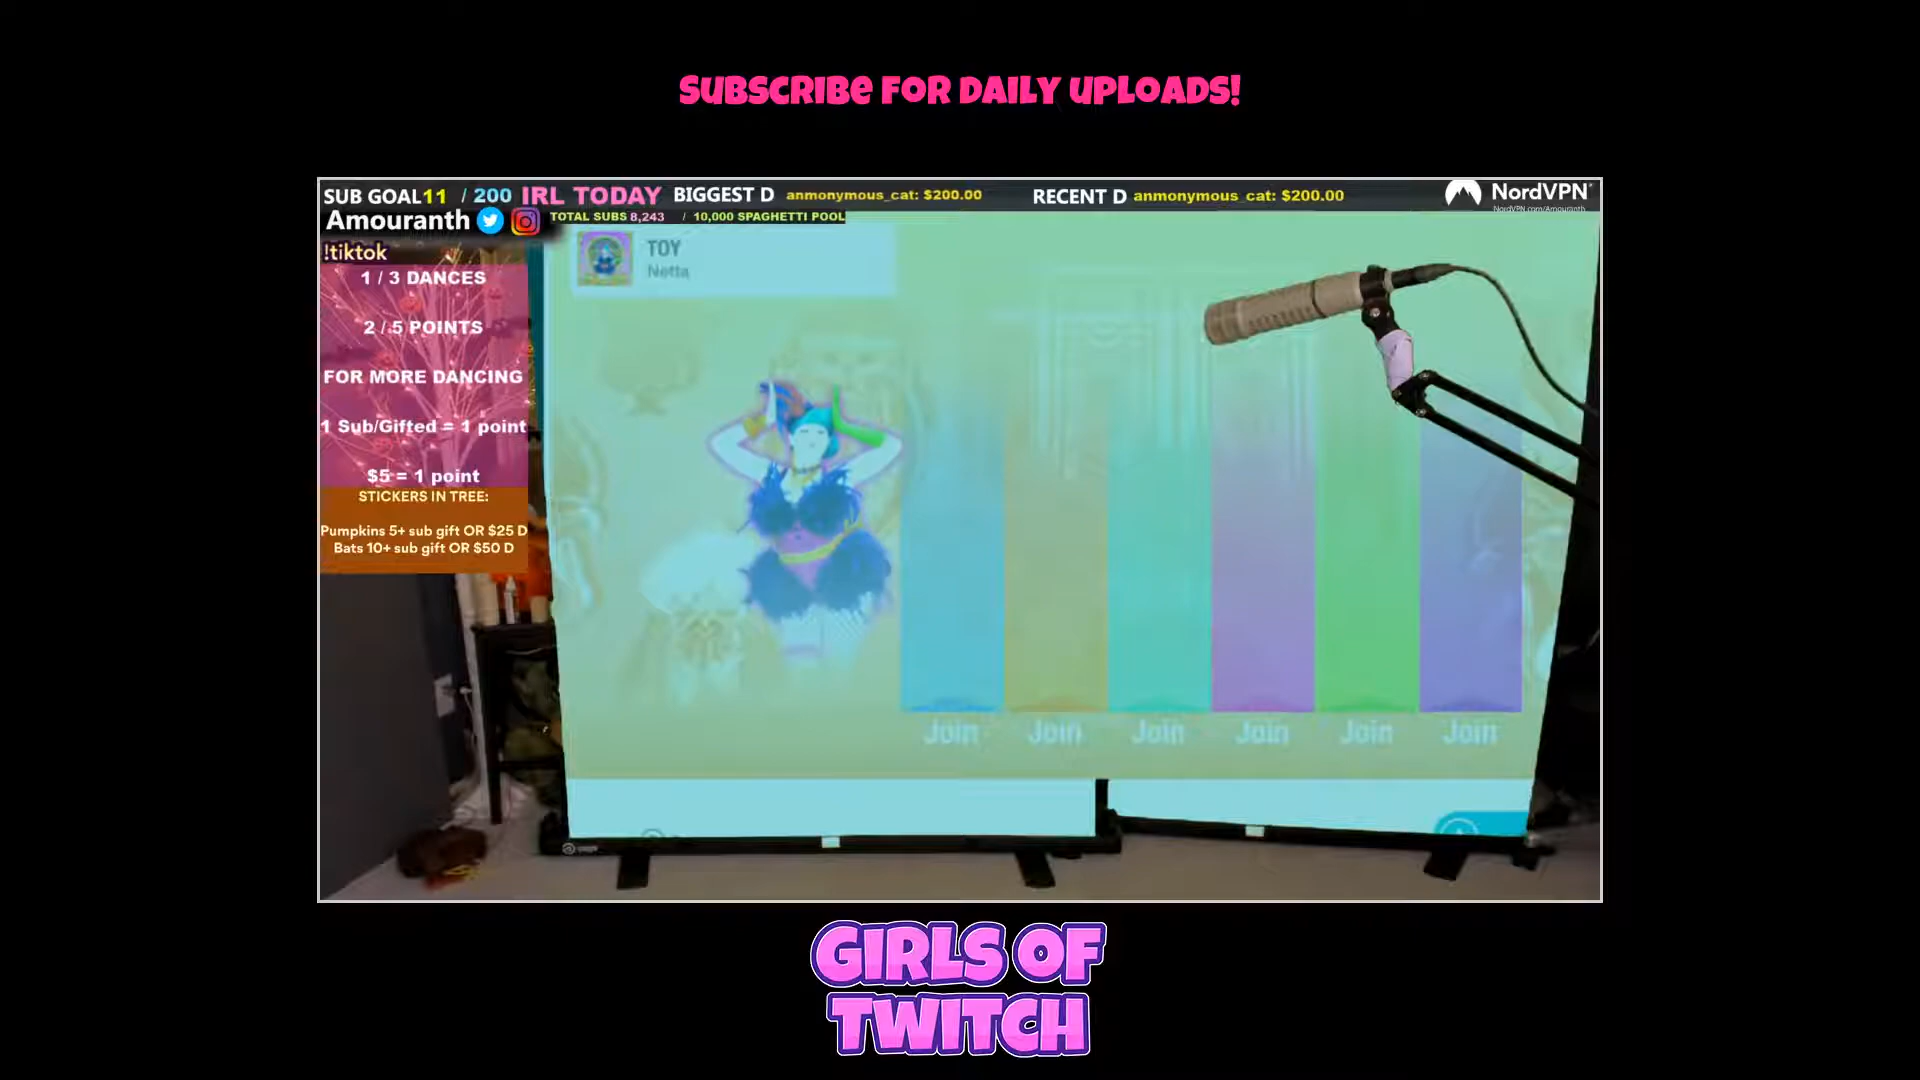 SUBSCRIBE FOR DAILY UPLOADS!
SUB GOAL 11 / 200 IRL TODAY BIGGEST D anmonymous_cat: $200.00 RECENT D anmonymous_cat: $200.00 NordVPN
NordVPN.com/Amouranth
Amouranth TOTAL SUBS 8,243 / 10,000 SPAGHETTI POOL
!tiktok
TOY
Netta
1 / 3 DANCES
2 / 5 POINTS
FOR MORE DANCING
1 Sub/Gifted = 1 point
$5 = 1 point
STICKERS IN TREE:
Pumpkins 5+ sub gift OR $25 D
Bats 10+ sub gift OR $50 D
Join Join Join Join Join Join
GIRLS OF
TWITCH